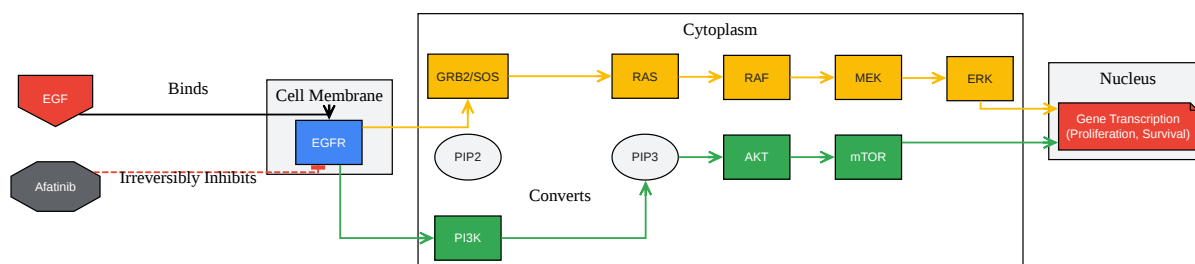 EGF
Binds
Afatinib
Irreversibly Inhibits
Cell Membrane
EGFR
Cytoplasm
GRB2/SOS
RAS
RAF
MEK
ERK
PIP2
PIP3
AKT
mTOR
Converts
PI3K
Nucleus
Gene Transcription
(Proliferation, Survival)